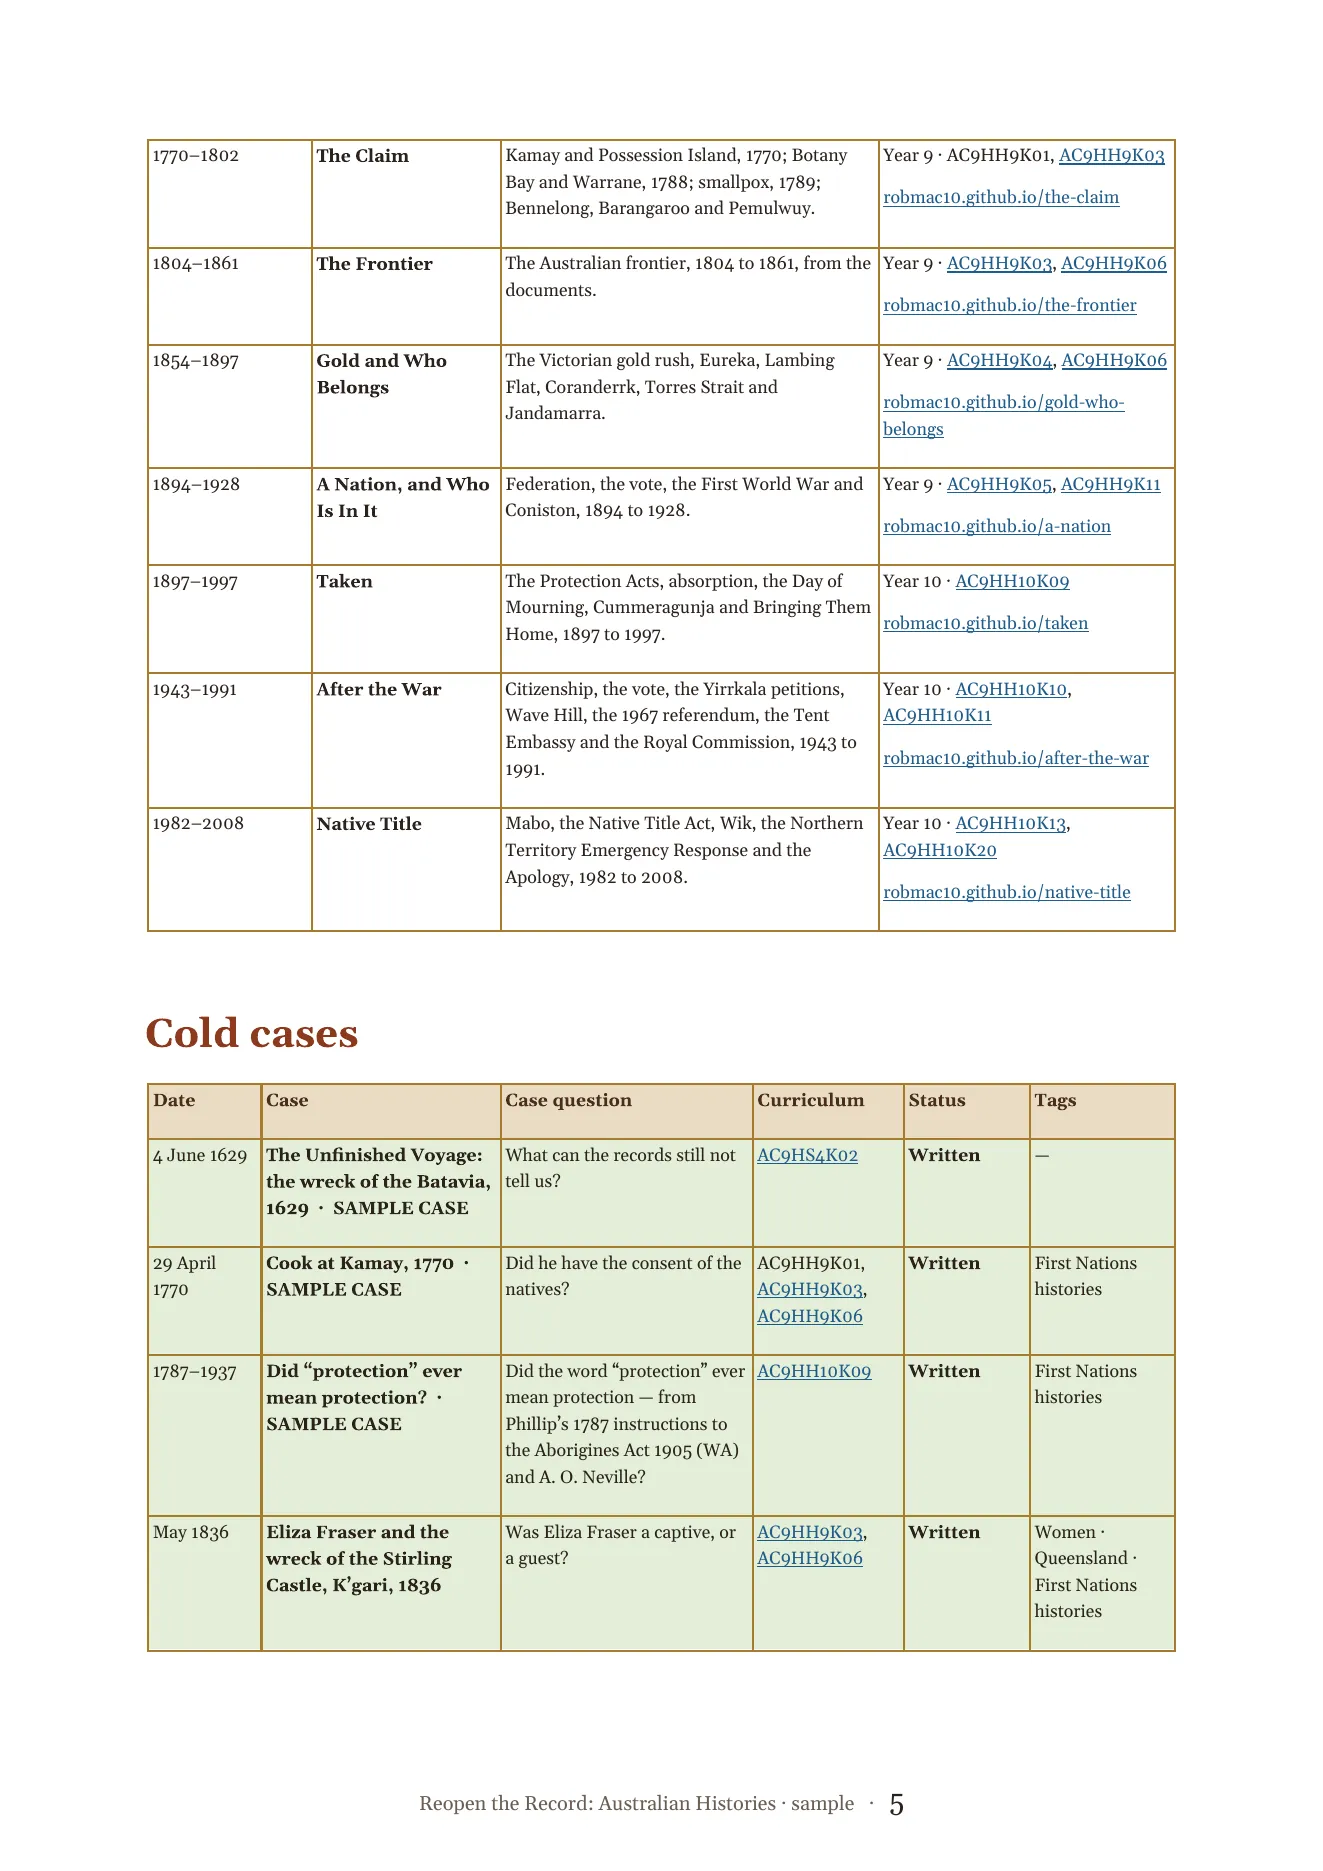 1770–1802
The Claim
Kamay and Possession Island, 1770; Botany
Bay and Warrane, 1788; smallpox, 1789;
Bennelong, Barangaroo and Pemulwuy.
Year 9 · AC9HH9K01, AC9HH9K03
robmac10.github.io/the-claim
1804–1861
The Frontier
The Australian frontier, 1804 to 1861, from the
documents.
Year 9 · AC9HH9K03, AC9HH9K06
robmac10.github.io/the-frontier
1854–1897
Gold and Who
Belongs
The Victorian gold rush, Eureka, Lambing
Flat, Coranderrk, Torres Strait and
Jandamarra.
Year 9 · AC9HH9K04, AC9HH9K06
robmac10.github.io/gold-who-
belongs
1894–1928
A Nation, and Who
Is In It
Federation, the vote, the First World War and
Coniston, 1894 to 1928.
Year 9 · AC9HH9K05, AC9HH9K11
robmac10.github.io/a-nation
1897–1997
Taken
The Protection Acts, absorption, the Day of
Mourning, Cummeragunja and Bringing Them
Home, 1897 to 1997.
Year 10 · AC9HH10K09
robmac10.github.io/taken
1943–1991
After the War
Citizenship, the vote, the Yirrkala petitions,
Wave Hill, the 1967 referendum, the Tent
Embassy and the Royal Commission, 1943 to
1991.
Year 10 · AC9HH10K10,
AC9HH10K11
robmac10.github.io/after-the-war
1982–2008
Native Title
Mabo, the Native Title Act, Wik, the Northern
Territory Emergency Response and the
Apology, 1982 to 2008.
Year 10 · AC9HH10K13,
AC9HH10K20
robmac10.github.io/native-title
Cold cases
Date
Case
Case question
Curriculum
Status
Tags
4 June 1629
The Unfinished Voyage:
the wreck of the Batavia,
1629 · SAMPLE CASE
What can the records still not
tell us?
AC9HS4K02
Written
—
29 April
1770
Cook at Kamay, 1770 ·
SAMPLE CASE
Did he have the consent of the
natives?
AC9HH9K01,
AC9HH9K03,
AC9HH9K06
Written
First Nations
histories
1787–1937
Did “protection” ever
mean protection? ·
SAMPLE CASE
Did the word “protection” ever
mean protection — from
Phillip’s 1787 instructions to
the Aborigines Act 1905 (WA)
and A. O. Neville?
AC9HH10K09
Written
First Nations
histories
May 1836
Eliza Fraser and the
wreck of the Stirling
Castle, K’gari, 1836
Was Eliza Fraser a captive, or
a guest?
AC9HH9K03,
AC9HH9K06
Written
Women ·
Queensland ·
First Nations
histories
Reopen the Record: Australian Histories · sample · 5